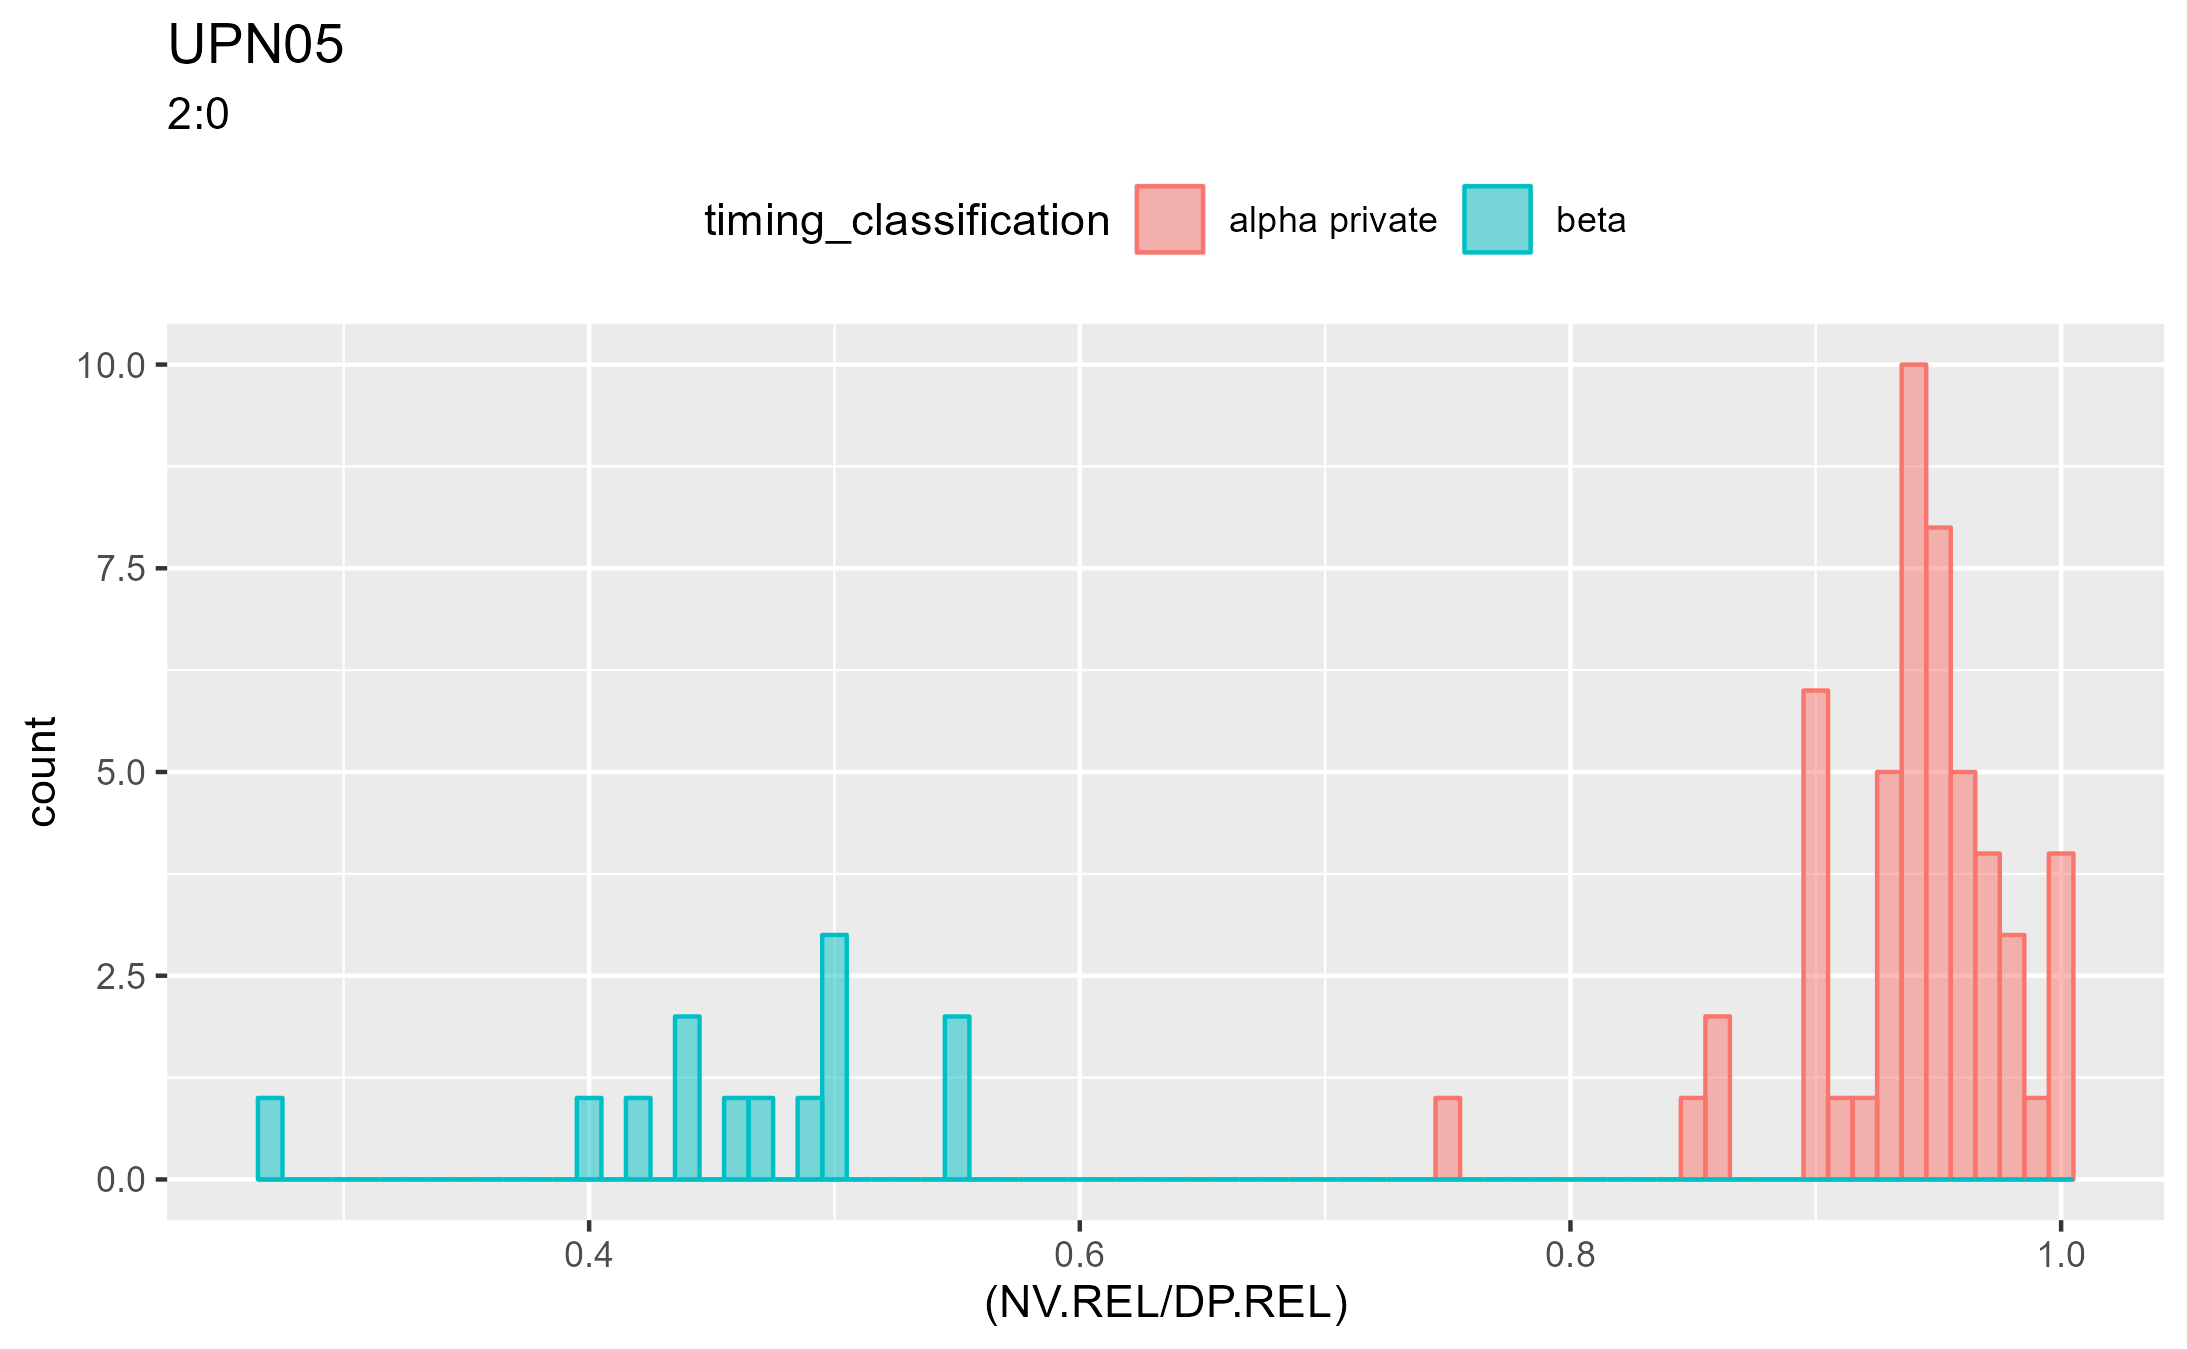 UPN05
2:0
timing_classification alpha private beta
10.0
7.5
5.0
2.5
0.0
count
0.4 0.6 0.8 1.0
(NV.REL/DP.REL)